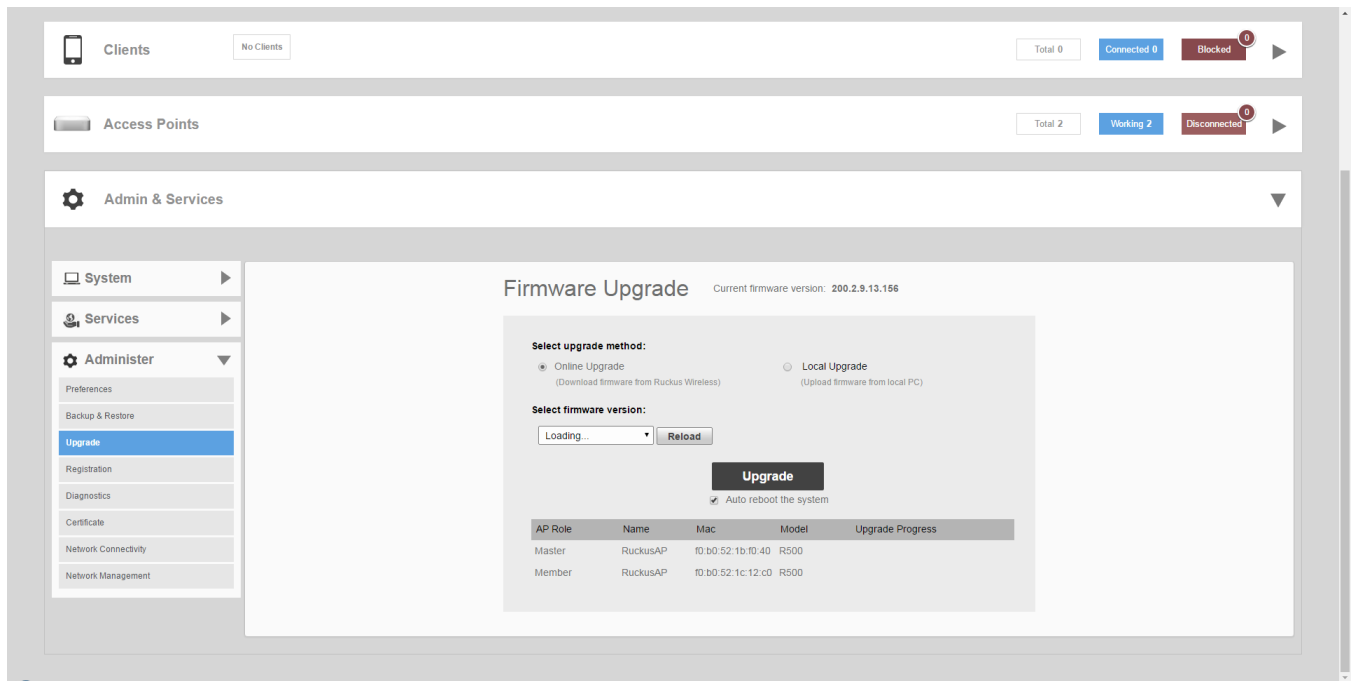 Clients
No Clients
Total 0
Connected 0
Blocked
0
Access Points
Total 2
Working 2
Disconnected
0
Admin & Services
System
Services
Administer
Preferences
Backup & Restore
Upgrade
Registration
Diagnostics
Certificate
Network Connectivity
Network Management
Firmware Upgrade Current firmware version: 200.2.9.13.156
Select upgrade method:
Online Upgrade
(Download firmware from Ruckus Wireless)
Local Upgrade
(Upload firmware from local PC)
Select firmware version:
Loading... Reload
Upgrade
Auto reboot the system
AP Role Name Mac Model Upgrade Progress
Master RuckusAP f0:b0:52:1b:f0:40 R500
Member RuckusAP f0:b0:52:1c:12:c0 R500